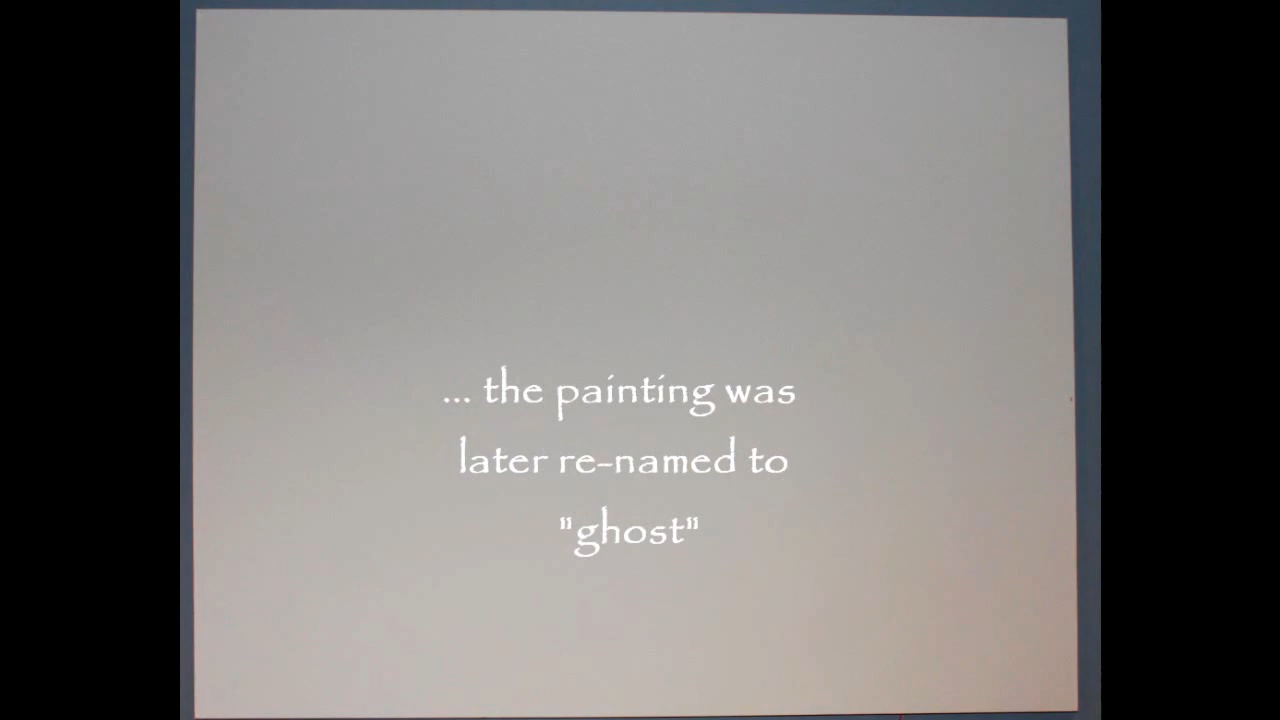 ... the painting was
later re-named to
"ghost"